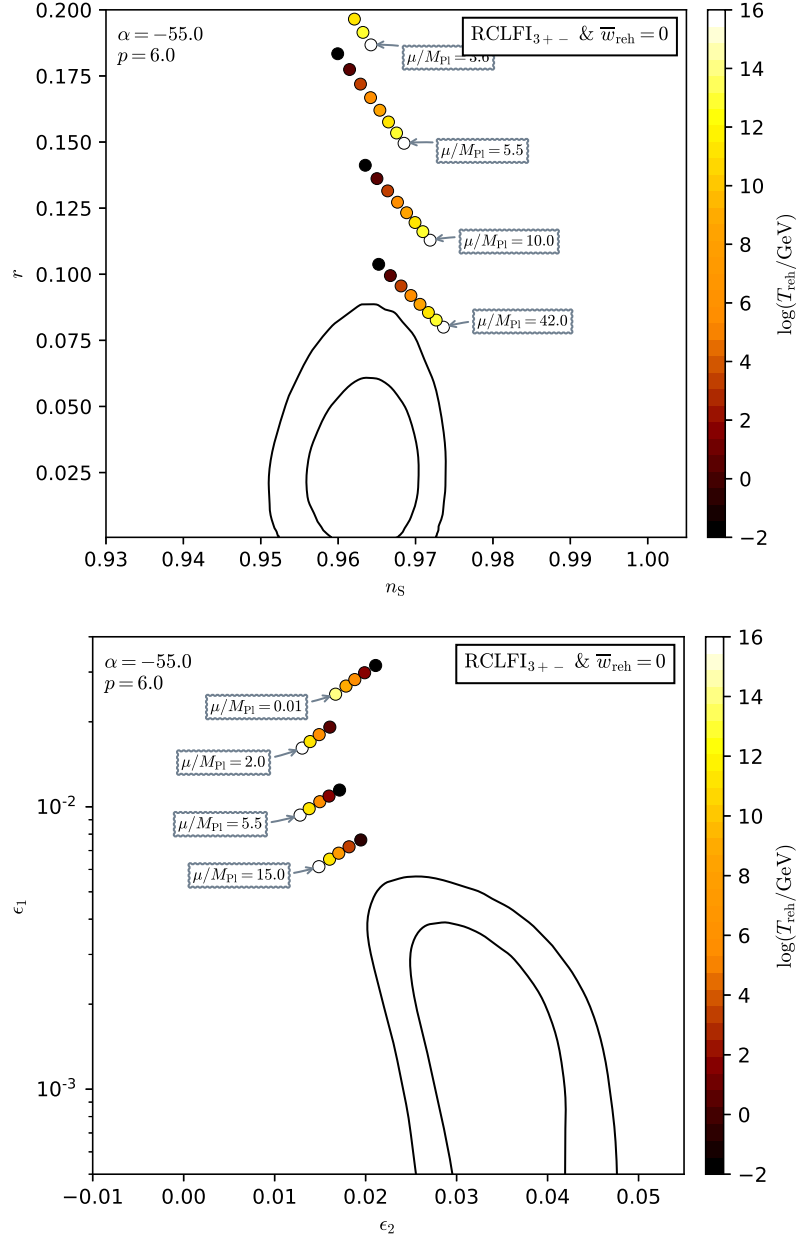 α = −55.0
p = 6.0
RCLFI3+− & w̅reh = 0
μ/MPl = 3.6
μ/MPl = 5.5
μ/MPl = 10.0
μ/MPl = 42.0
0.200
0.175
0.150
0.125
0.100
0.075
0.050
0.025
r
0.93 0.94 0.95 0.96 0.97 0.98 0.99 1.00
nS
16
14
12
10
8
6
4
2
0
−2
log(Treh/GeV)
α = −55.0
p = 6.0
RCLFI3+− & w̅reh = 0
μ/MPl = 0.01
μ/MPl = 2.0
μ/MPl = 5.5
μ/MPl = 15.0
10−2
10−3
ϵ1
−0.01 0.00 0.01 0.02 0.03 0.04 0.05
ϵ2
16
14
12
10
8
6
4
2
0
−2
log(Treh/GeV)